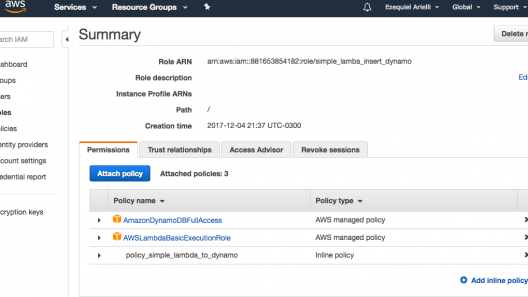 aws
Services
Resource Groups
Ezequiel Arielli
Global
Support
arch IAM
Summary
Delete r
shboard
oups
ers
les
licies
entity providers
count settings
edential report
cryption keys
Role ARN arn:aws:iam::881653854182:role/simple_lamba_insert_dynamo
Role description
Ed
Instance Profile ARNs
Path /
Creation time 2017-12-04 21:37 UTC-0300
Permissions Trust relationships Access Advisor Revoke sessions
Attach policy Attached policies: 3
Policy name Policy type
AmazonDynamoDBFullAccess AWS managed policy
AWSLambdaBasicExecutionRole AWS managed policy
policy_simple_lambda_to_dynamo Inline policy
Add inline policy